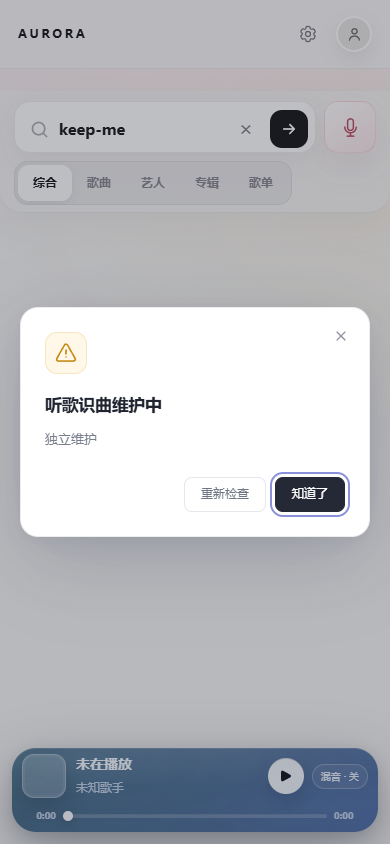 AURORA
keep-me
综合
歌曲
艺人
专辑
歌单
听歌识曲维护中
独立维护
重新检查
知道了
未在播放
未知歌手
混音 · 关
0:00
0:00